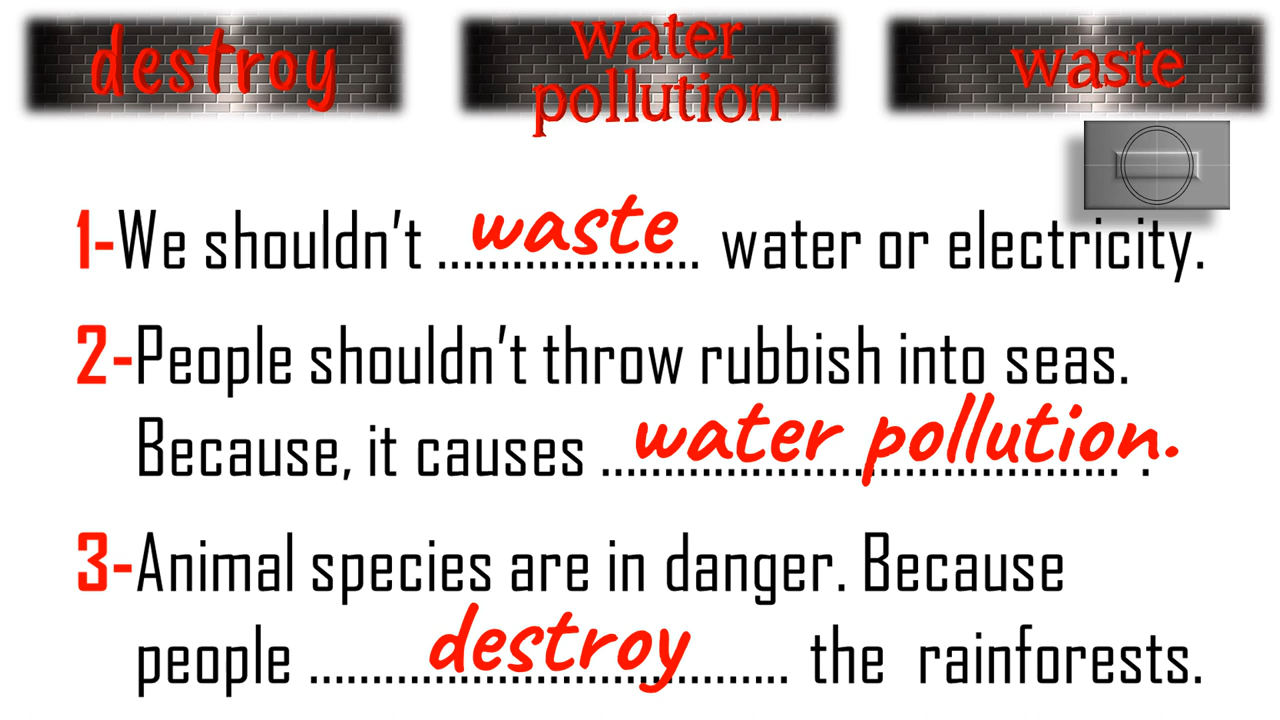 destroy
water
pollution
waste
1-We shouldn't ..................... waste water or electricity.
2-People shouldn't throw rubbish into seas.
Because, it causes ......................................... water pollution. .
3-Animal species are in danger. Because
people ...................................... destroy the rainforests.